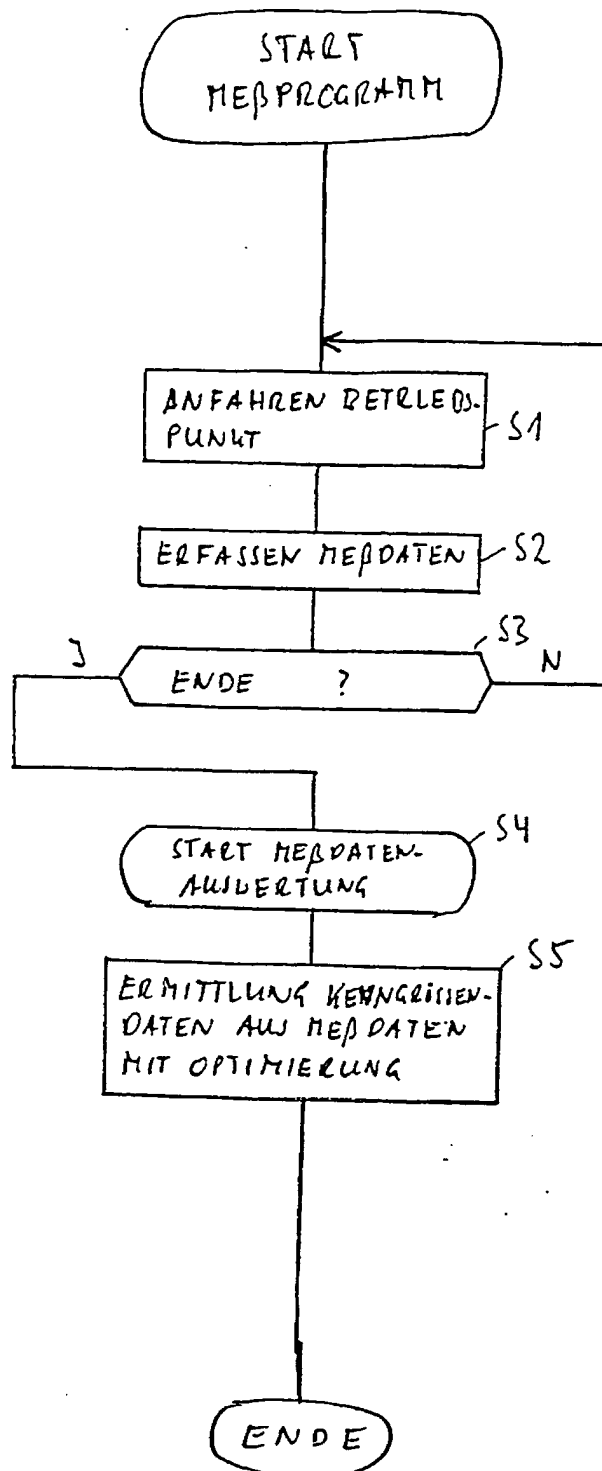 START
MEßPROGRAMM
ANFAHREN BETRIEBS-
PUNKT
S1
ERFASSEN MEßDATEN
S2
S3
J
ENDE ?
N
START MEßDATEN-
AUSWERTUNG
S4
S5
ERMITTLUNG KENNGRÖSSEN-
DATEN AUS MEßDATEN
MIT OPTIMIERUNG
ENDE